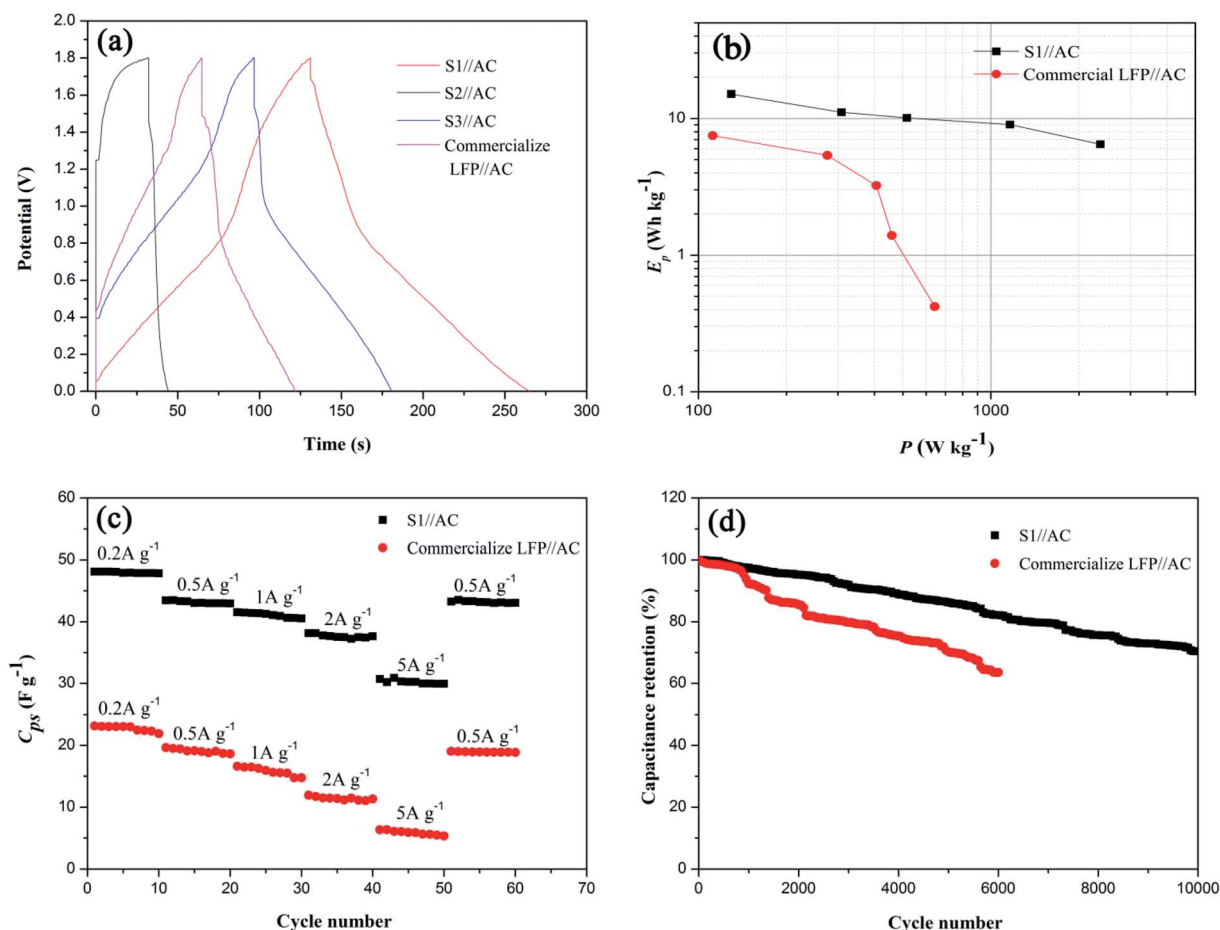 (a)
2.0
1.8
1.6
1.4
1.2
1.0
0.8
0.6
0.4
0.2
0.0
Potential (V)
S1//AC
S2//AC
S3//AC
Commercialize
LFP//AC
0 50 100 150 200 250 300
Time (s)
(b)
S1//AC
Commercial LFP//AC
10
1
0.1
E_p (Wh kg⁻¹)
100 1000
P (W kg⁻¹)
(c)
S1//AC
Commercialize LFP//AC
60
50
40
30
20
10
0
C_ps (F g⁻¹)
0.2A g⁻¹
0.5A g⁻¹
1A g⁻¹
2A g⁻¹
5A g⁻¹
0.5A g⁻¹
0.2A g⁻¹
0.5A g⁻¹
1A g⁻¹
2A g⁻¹
5A g⁻¹
0.5A g⁻¹
0 10 20 30 40 50 60 70
Cycle number
(d)
S1//AC
Commercialize LFP//AC
120
100
80
60
40
20
0
Capacitance retention (%)
0 2000 4000 6000 8000 10000
Cycle number